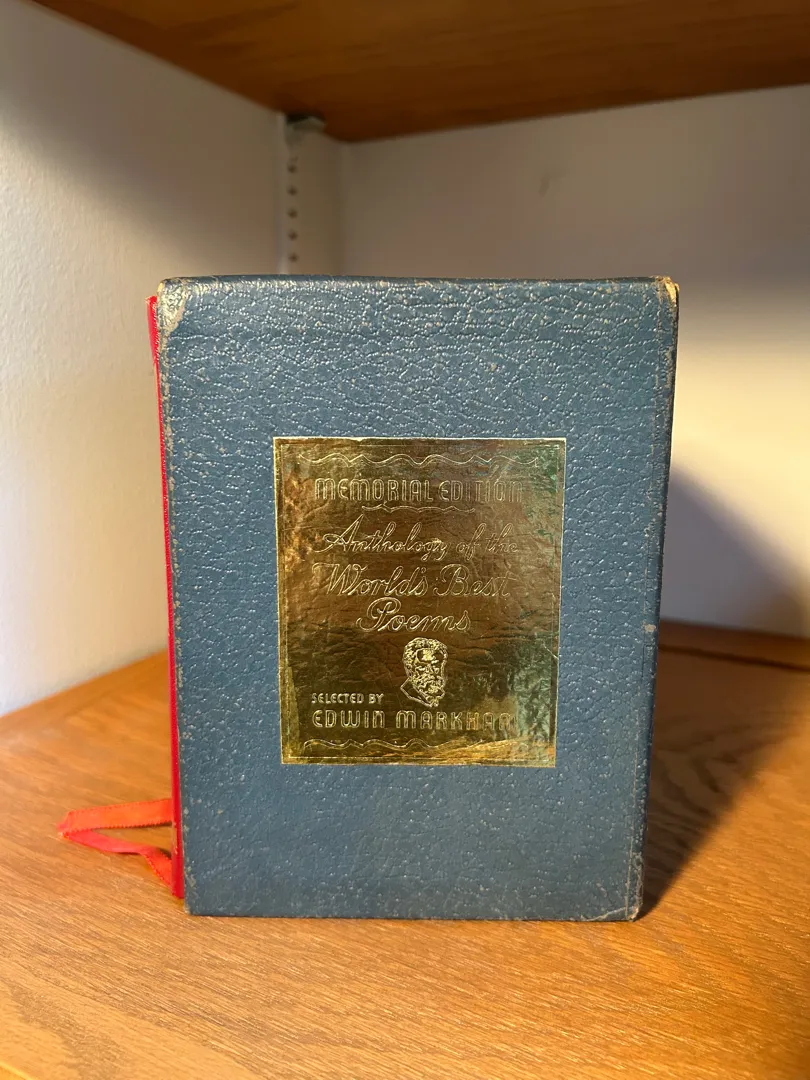 MEMORIAL EDITION
Anthology of the
World's Best
Poems
SELECTED BY
EDWIN MARKHAM